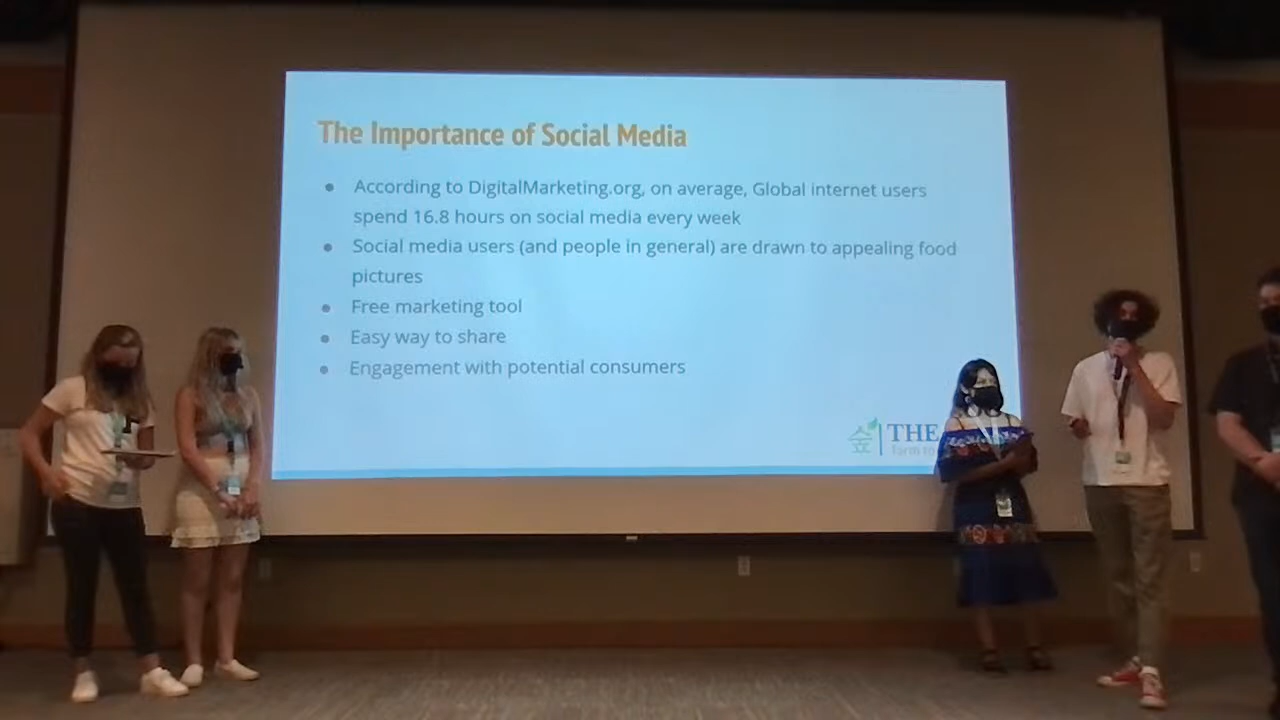 The Importance of Social Media
According to DigitalMarketing.org, on average, Global internet users
spend 16.8 hours on social media every week
Social media users (and people in general) are drawn to appealing food
pictures
Free marketing tool
Easy way to share
Engagement with potential consumers
THE